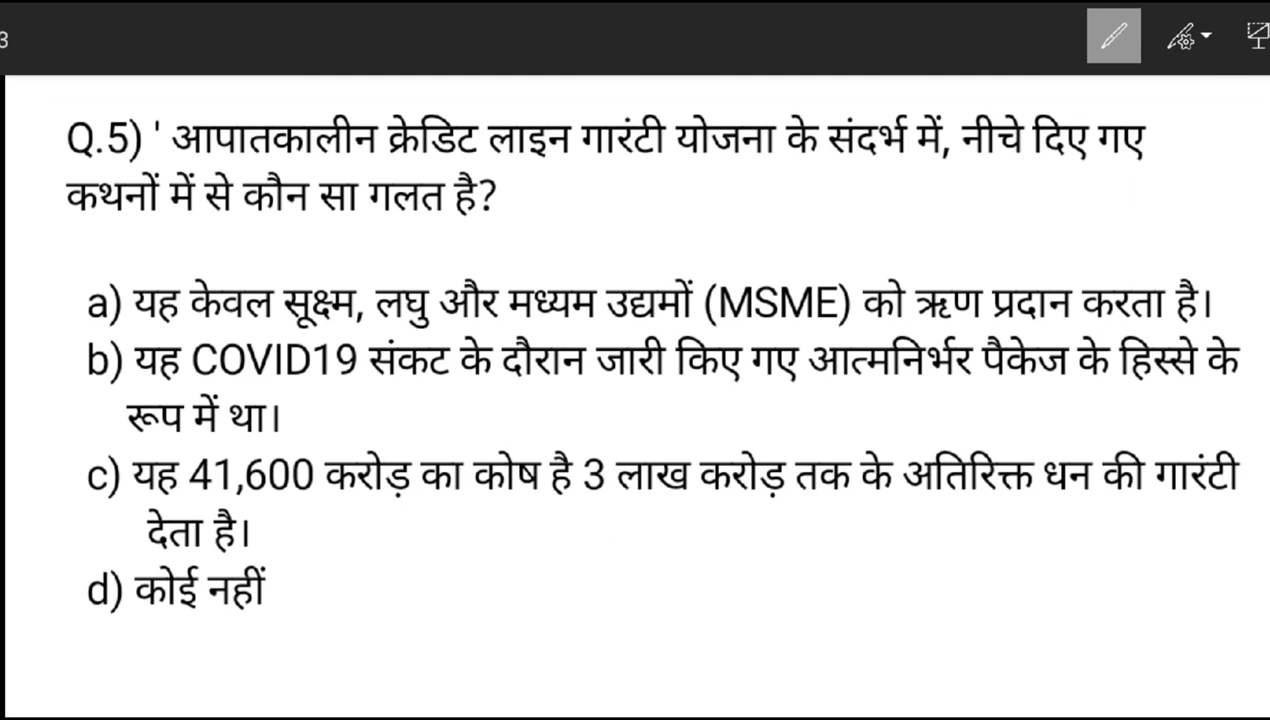 3
Q.5) ' आपातकालीन क्रेडिट लाइन गारंटी योजना के संदर्भ में, नीचे दिए गए
कथनों में से कौन सा गलत है?
a) यह केवल सूक्ष्म, लघु और मध्यम उद्यमों (MSME) को ऋण प्रदान करता है।
b) यह COVID19 संकट के दौरान जारी किए गए आत्मनिर्भर पैकेज के हिस्से के
रूप में था।
c) यह 41,600 करोड़ का कोष है 3 लाख करोड़ तक के अतिरिक्त धन की गारंटी
देता है।
d) कोई नहीं